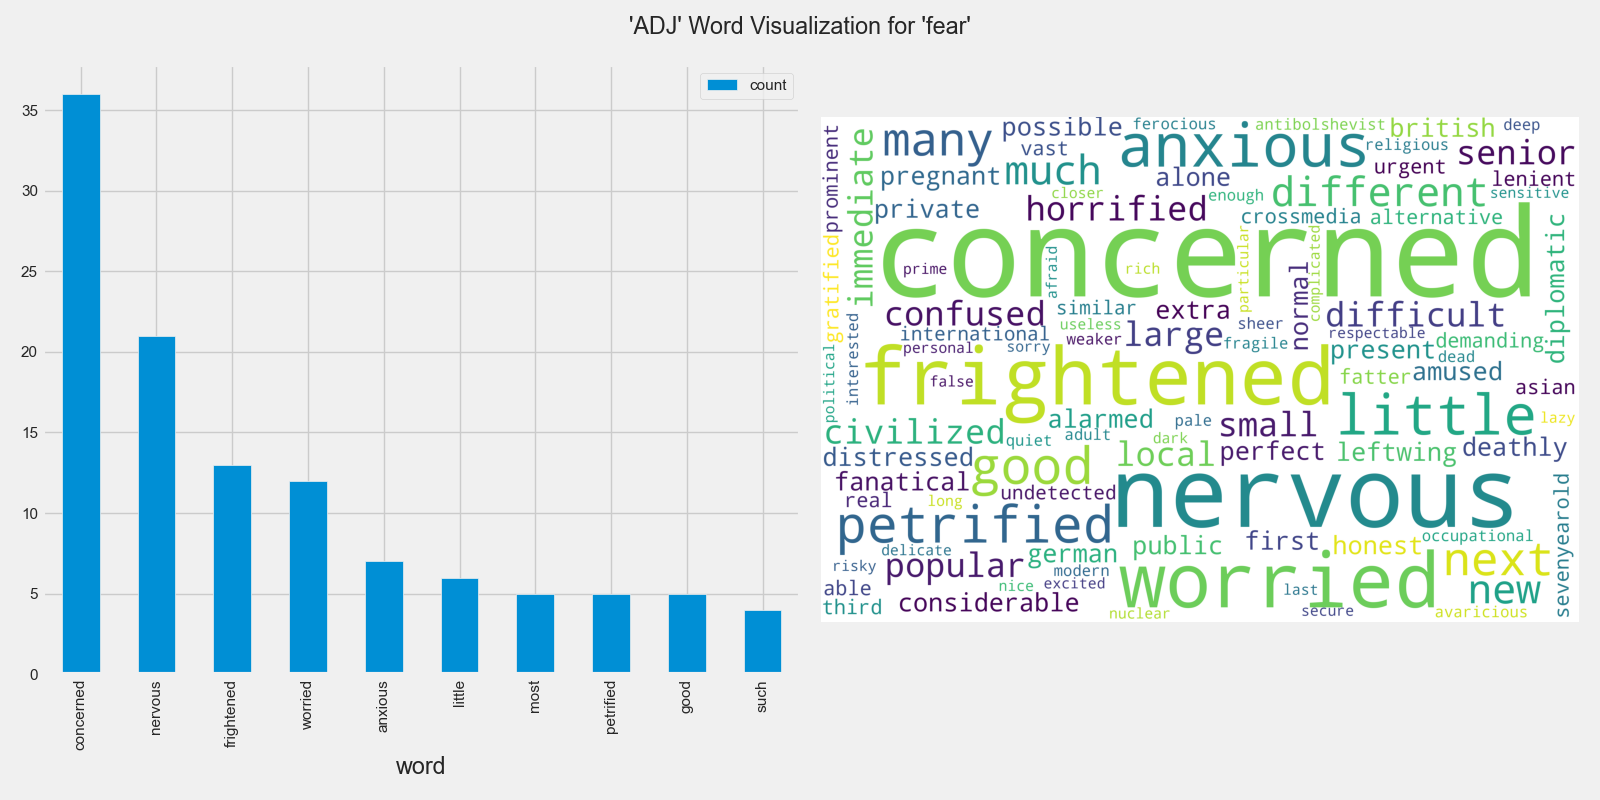 'ADJ' Word Visualization for 'fear'
count
35
30
25
20
15
10
5
0
concerned
nervous
frightened
worried
anxious
little
most
petrified
good
such
word
prominent
immediate
many
possible
ferocious
antibolshevist
british
deep
vast
anxious
religious
senior
urgent
pregnant
much
alone
lenient
closer
enough
different
sensitive
private
horrified
crossmedia
alternative
gratified
concerned
prime
afraid
rich
particular
complicated
normal
diplomatic
confused
similar
extra
difficult
interested
international
useless
large
sheer
respectable
weaker
fragile
demanding
political
personal
sorry
present
dead
frightened
false
fatter
amused
asian
little
civilized
alarmed
pale
small
lazy
quiet
adult
dark
distressed
good
local
perfect
leftwing
deathly
fanatical
undetected
nervous
real
long
sevenyearold
petrified
delicate
german
public
first
honest
occupational
risky
popular
modern
worried
next
able
nice
excited
last
new
third
considerable
nuclear
secure
avaricious